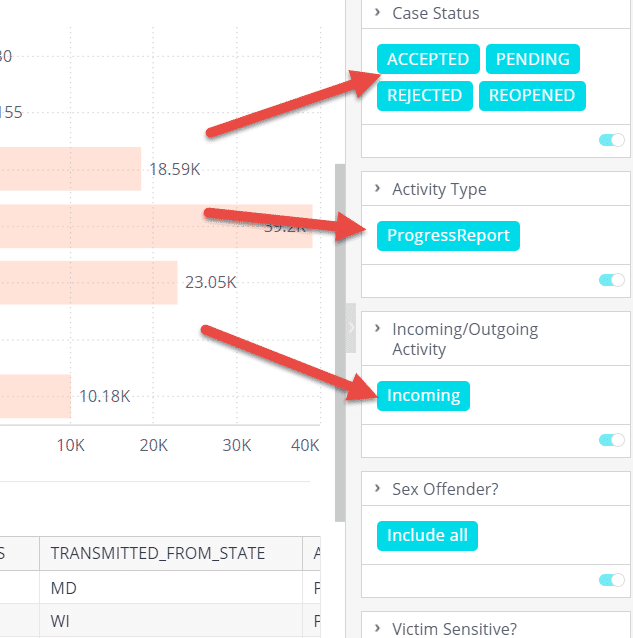 Case Status
ACCEPTED PENDING
REJECTED REOPENED
155
18.59K
Activity Type
39.2K
ProgressReport
23.05K
Incoming/Outgoing
Activity
10.18K
Incoming
10K 20K 30K 40K
Sex Offender?
Include all
TRANSMITTED_FROM_STATE
MD
WI
Victim Sensitive?